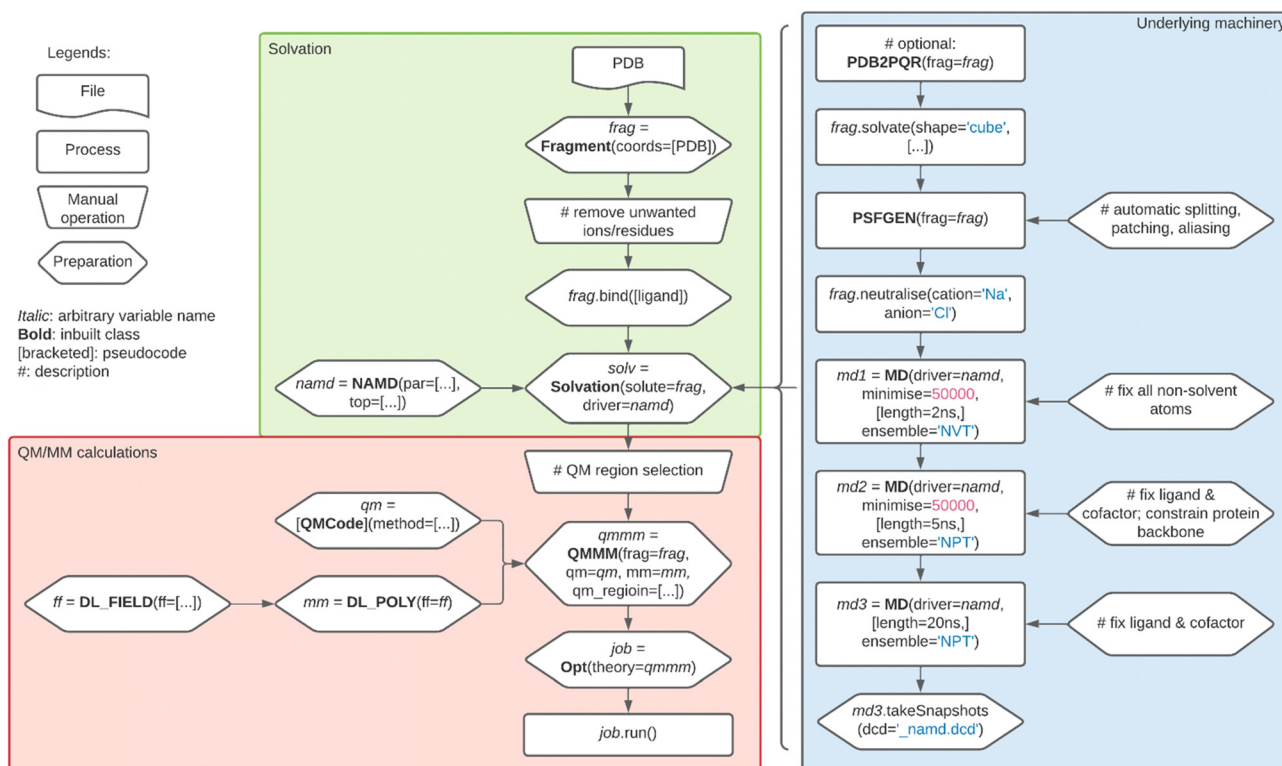 Legends:
File
Process
Manual
operation
Preparation
Italic: arbitrary variable name
Bold: inbuilt class
[bracketed]: pseudocode
#: description
Solvation
PDB
frag =
Fragment(coords=[PDB])
# remove unwanted
ions/residues
frag.bind([ligand])
namd = NAMD(par=[...],
top=[...])
solv =
Solvation(solute=frag,
driver=namd)
QM/MM calculations
# QM region selection
qm =
[QMCode](method=[...])
ff = DL_FIELD(ff=[...])
mm = DL_POLY(ff=ff)
qmmm =
QMMM(frag=frag,
qm=qm, mm=mm,
qm_regioin=[...])
job =
Opt(theory=qmmm)
job.run()
Underlying machinery
# optional:
PDB2PQR(frag=frag)
frag.solvate(shape='cube',
[...])
PSFGEN(frag=frag)
# automatic splitting,
patching, aliasing
frag.neutralise(cation='Na',
anion='Cl')
md1 = MD(driver=namd,
minimise=50000,
[length=2ns,]
ensemble='NVT')
# fix all non-solvent
atoms
md2 = MD(driver=namd,
minimise=50000,
[length=5ns,]
ensemble='NPT')
# fix ligand &
cofactor; constrain protein
backbone
md3 = MD(driver=namd,
[length=20ns,]
ensemble='NPT')
# fix ligand & cofactor
md3.takeSnapshots
(dcd='_namd.dcd')